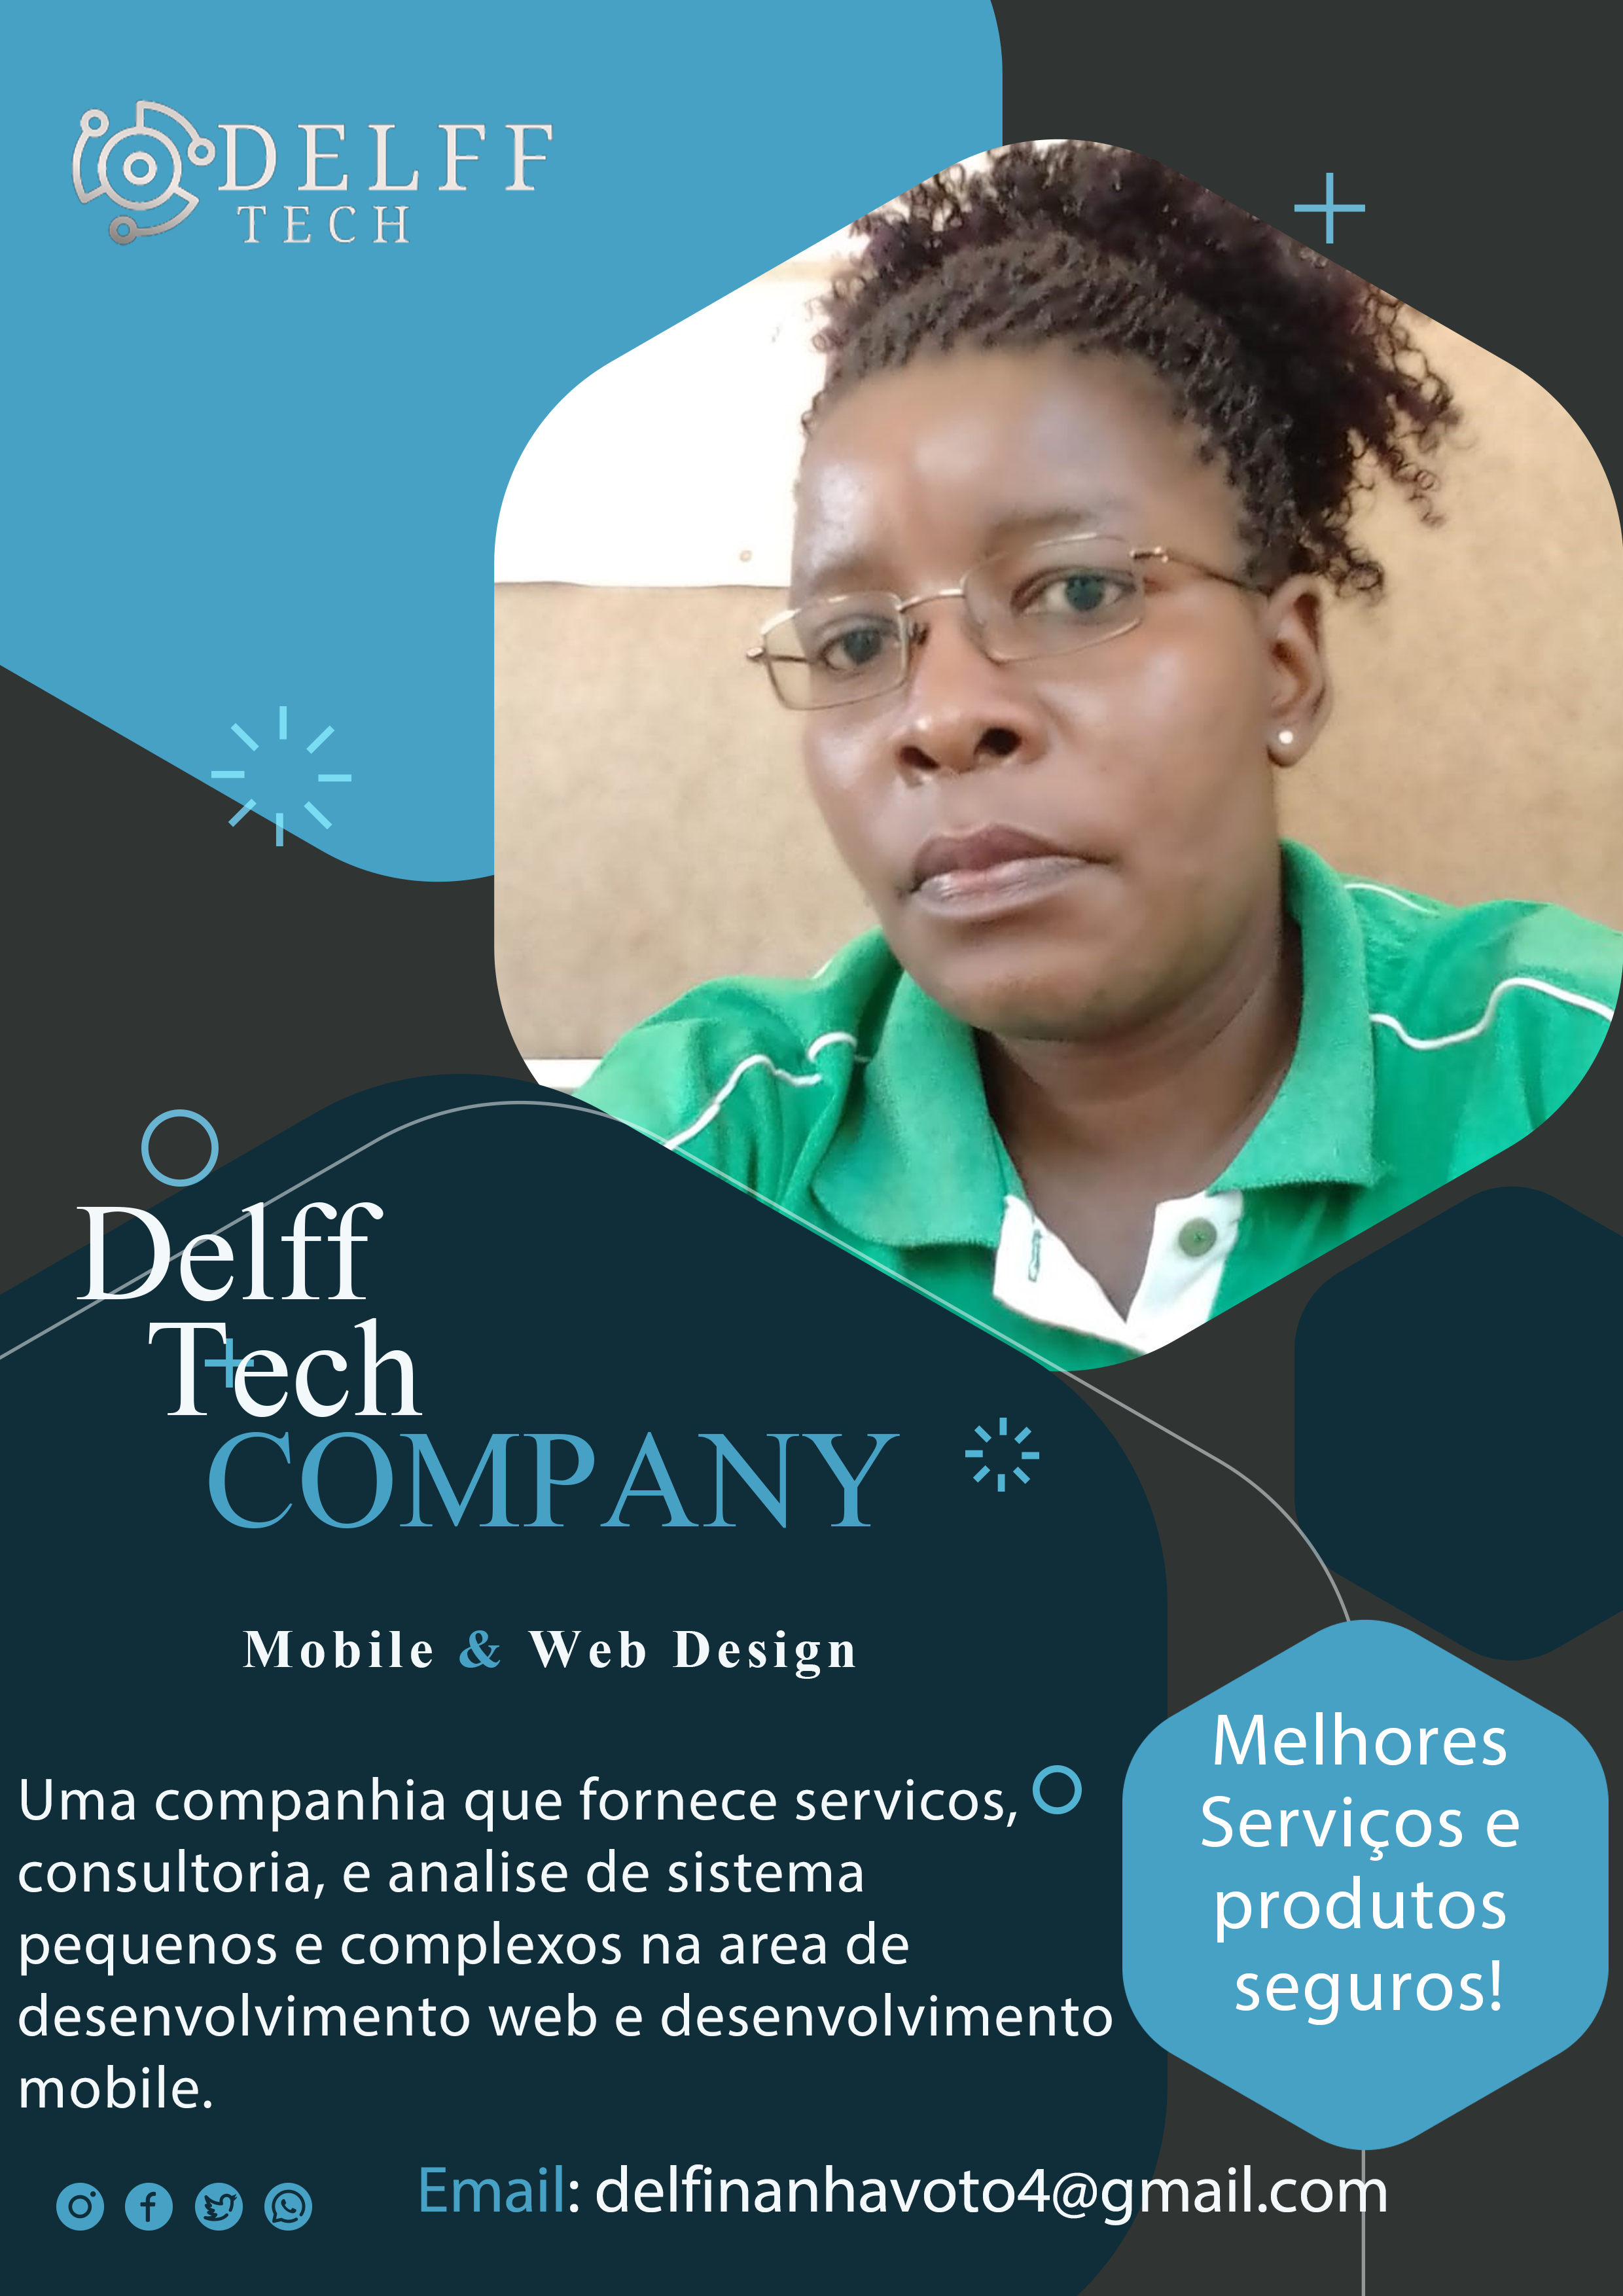 DELFF
TECH
Delff
Tech
COMPANY
Mobile & Web Design
Uma companhia que fornece servicos,
consultoria, e analise de sistema
pequenos e complexos na area de
desenvolvimento web e desenvolvimento
mobile.
Melhores
Serviços e
produtos
seguros!
Email: delfinanhavoto4@gmail.com